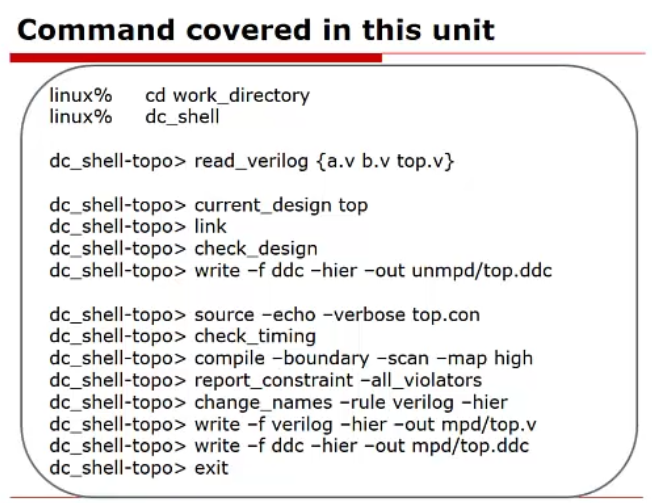 Command covered in this unit
linux% cd work_directory
linux% dc_shell
dc_shell-topo> read_verilog {a.v b.v top.v}
dc_shell-topo> current_design top
dc_shell-topo> link
dc_shell-topo> check_design
dc_shell-topo> write –f ddc –hier –out unmpd/top.ddc
dc_shell-topo> source –echo –verbose top.con
dc_shell-topo> check_timing
dc_shell-topo> compile –boundary –scan –map high
dc_shell-topo> report_constraint –all_violators
dc_shell-topo> change_names –rule verilog –hier
dc_shell-topo> write –f verilog –hier –out mpd/top.v
dc_shell-topo> write –f ddc –hier –out mpd/top.ddc
dc_shell-topo> exit